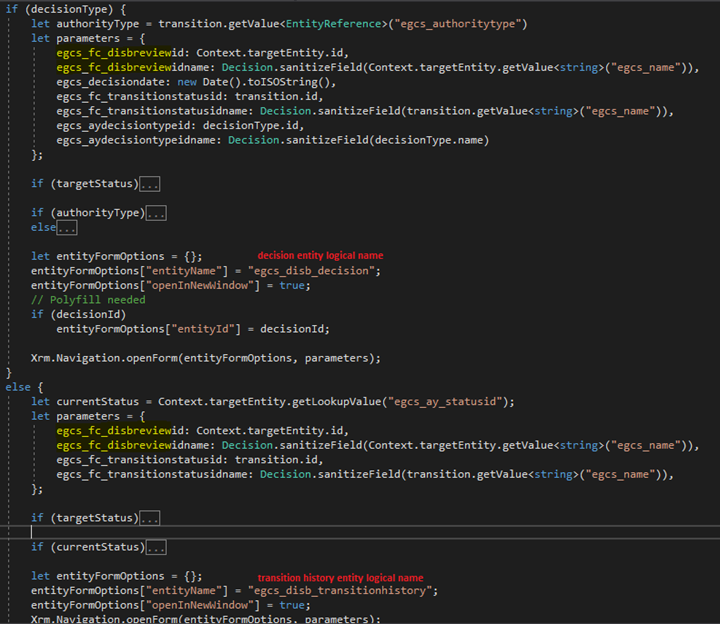 if (decisionType) {
let authorityType = transition.getValue<EntityReference>("egcs_authoritytype")
let parameters = {
egcs_fc_disbreviewid: Context.targetEntity.id,
egcs_fc_disbreviewidname: Decision.sanitizeField(Context.targetEntity.getValue<string>("egcs_name")),
egcs_decisiondate: new Date().toISOString(),
egcs_fc_transitionstatusid: transition.id,
egcs_fc_transitionstatusidname: Decision.sanitizeField(transition.getValue<string>("egcs_name")),
egcs_aydecisiontypeid: decisionType.id,
egcs_aydecisiontypeidname: Decision.sanitizeField(decisionType.name)
};
if (targetStatus)...
if (authorityType)...
else...
let entityFormOptions = {};
decision entity logical name
entityFormOptions["entityName"] = "egcs_disb_decision";
entityFormOptions["openInNewWindow"] = true;
// Polyfill needed
if (decisionId)
entityFormOptions["entityId"] = decisionId;
Xrm.Navigation.openForm(entityFormOptions, parameters);
}
else {
let currentStatus = Context.targetEntity.getLookupValue("egcs_ay_statusid");
let parameters = {
egcs_fc_disbreviewid: Context.targetEntity.id,
egcs_fc_disbreviewidname: Decision.sanitizeField(Context.targetEntity.getValue<string>("egcs_name")),
egcs_fc_transitionstatusid: transition.id,
egcs_fc_transitionstatusidname: Decision.sanitizeField(transition.getValue<string>("egcs_name")),
};
if (targetStatus)...
if (currentStatus)...
let entityFormOptions = {};
transition history entity logical name
entityFormOptions["entityName"] = "egcs_disb_transitionhistory";
entityFormOptions["openInNewWindow"] = true;
Xrm.Navigation.openForm(entityFormOptions, parameters);